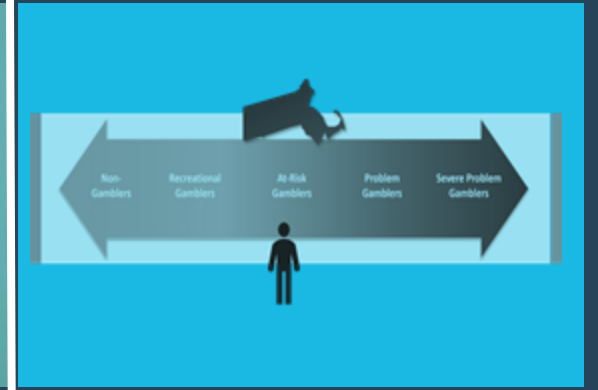 Non-
Gamblers
Recreational
Gamblers
At-Risk
Gamblers
Problem
Gamblers
Severe Problem
Gamblers